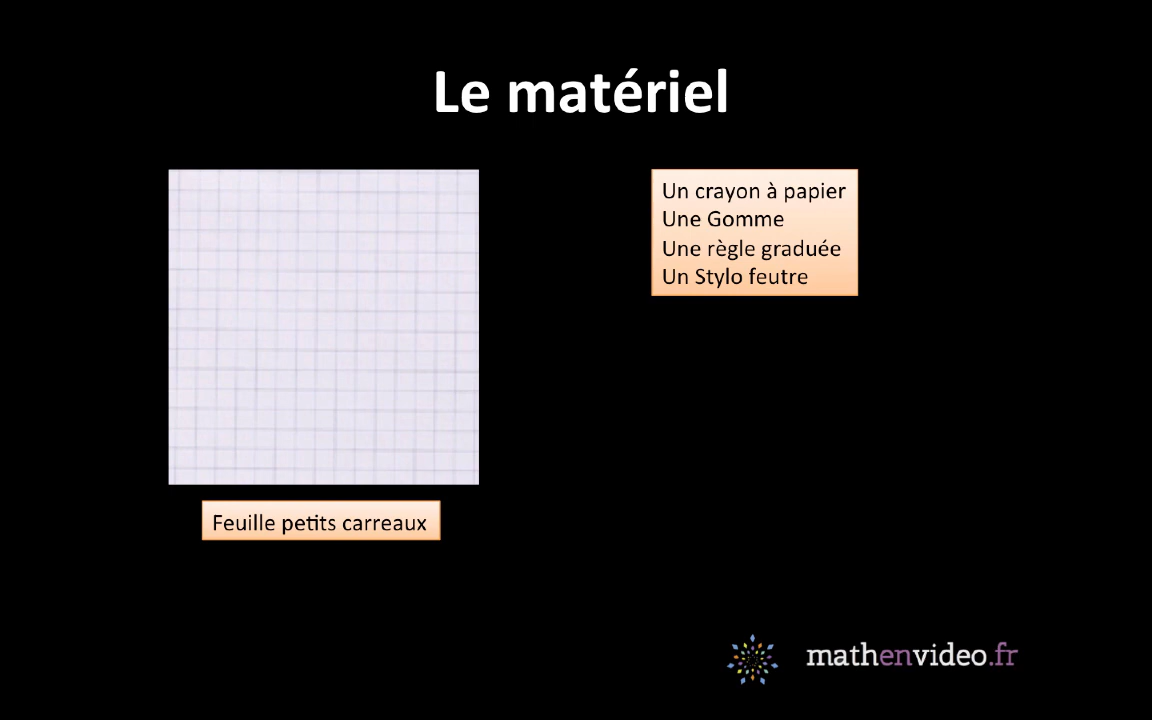 Le matériel
Un crayon à papier
Une Gomme
Une règle graduée
Un Stylo feutre
Feuille petits carreaux
mathenvideo.fr